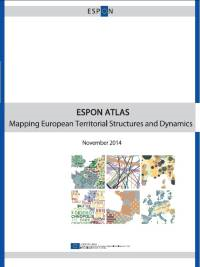 ESPON
ESPON ATLAS
Mapping European Territorial Structures and Dynamics
November 2014